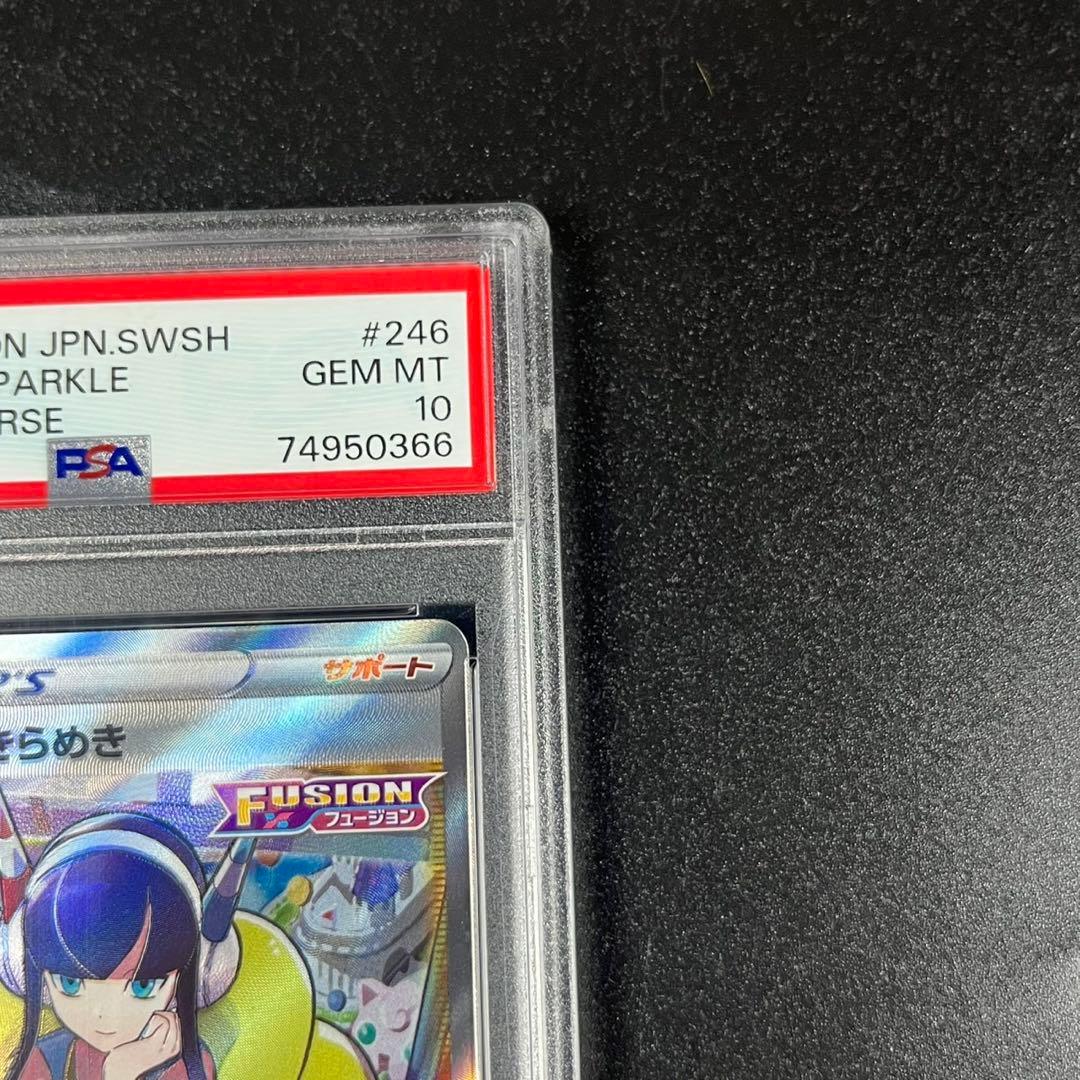 ON JPN.SWSH #246
SPARKLE GEM MT
RSE 10
PSA 74950366
R'S サポート
きらめき
FUSION
フュージョン